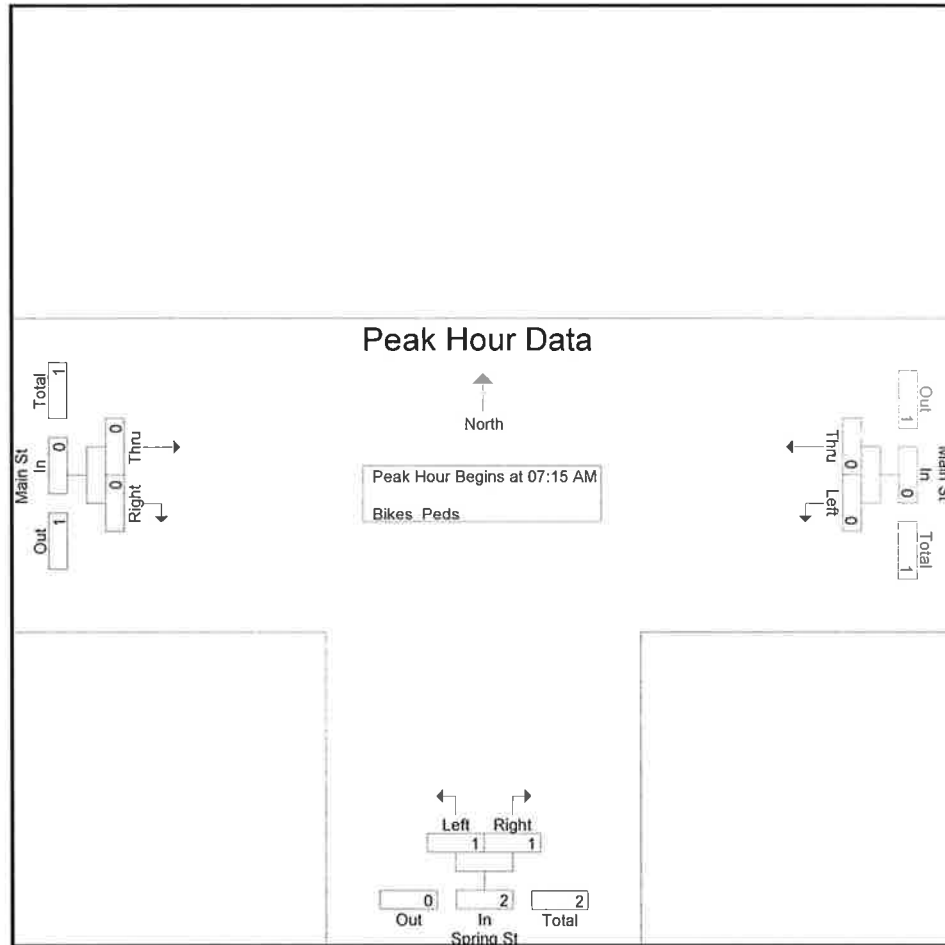 Peak Hour Data
North
Peak Hour Begins at 07:15 AM
Bikes Peds
Main St
Total 1
In 0
Out 1
0 Thru
0 Right
Main St
Out 1
In 0
Total 1
Thru 0
Left 0
Left Right
1 1
0 2 2
Out In Total
Spring St